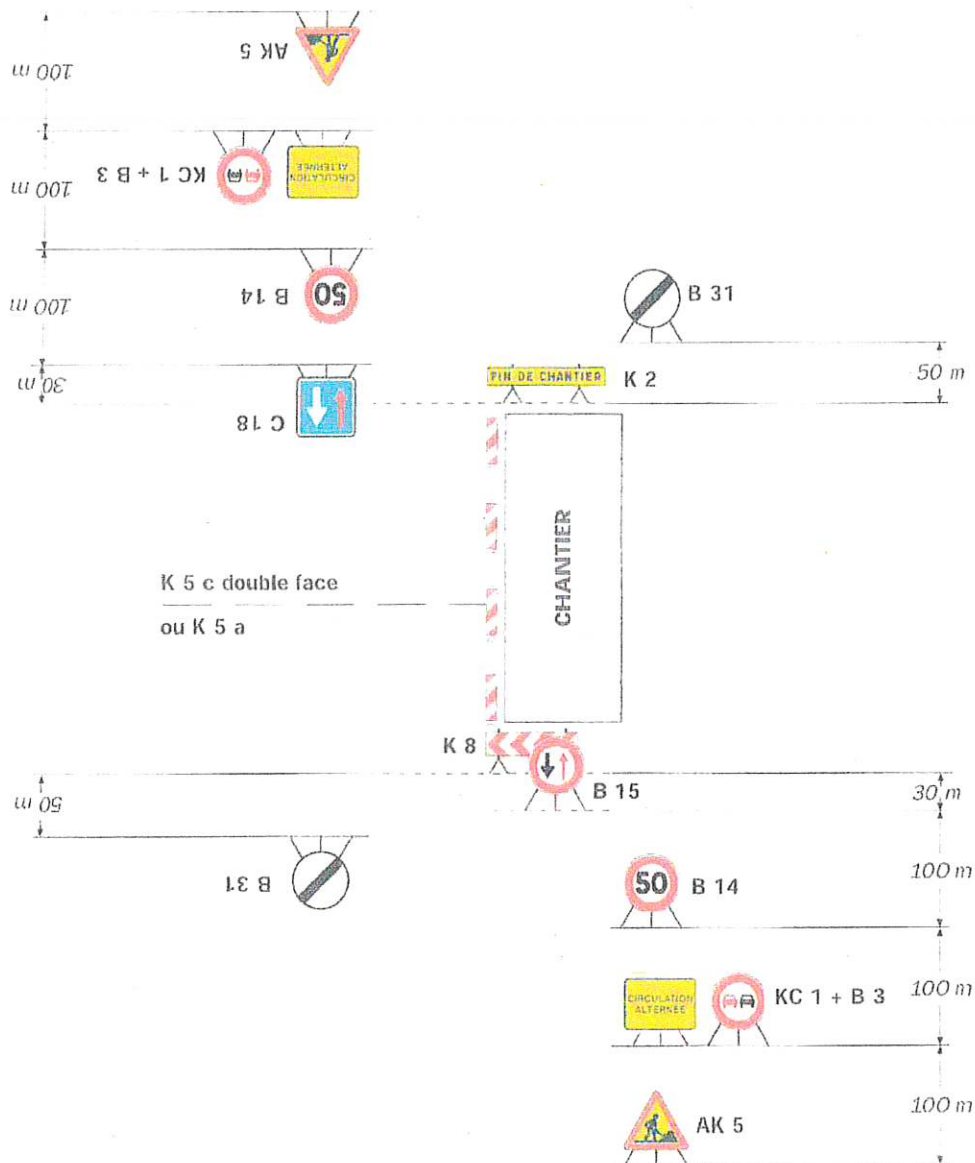 100 m
AK 5
100 m
KC 1 + B 3
CIRCULATION
ALTERNÉE
100 m
B 14
50
30 m
C 18
B 31
50 m
FIN DE CHANTIER
K 2
CHANTIER
K 5 c double face
ou K 5 a
K 8
B 15
30 m
50 m
B 31
50
B 14
100 m
CIRCULATION
ALTERNÉE
KC 1 + B 3
100 m
AK 5
100 m